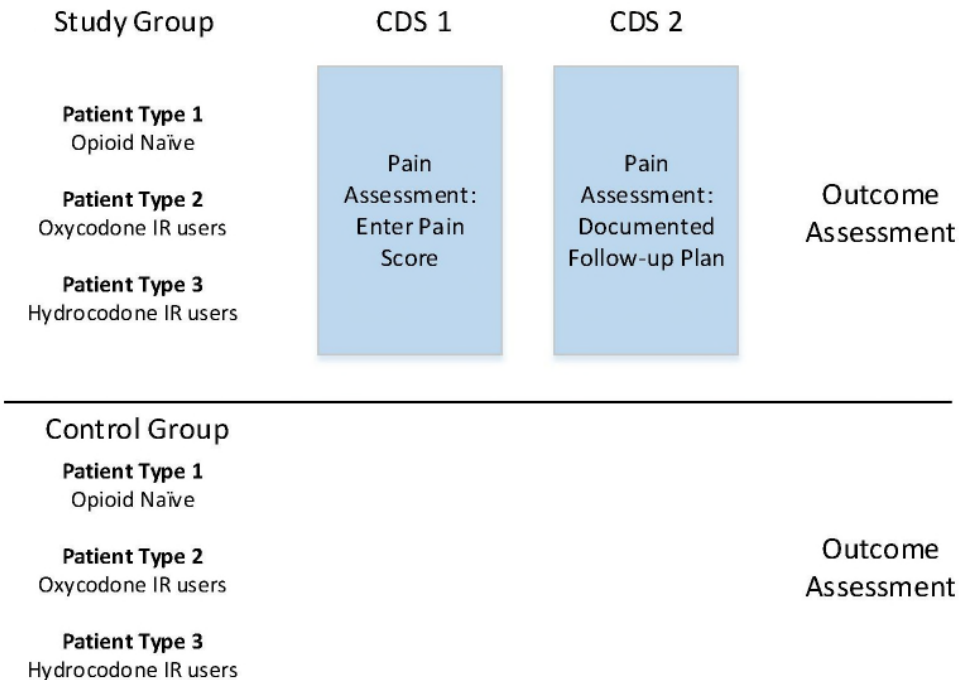 Study Group
CDS 1
CDS 2
Patient Type 1
Opioid Naïve
Patient Type 2
Oxycodone IR users
Patient Type 3
Hydrocodone IR users
Pain
Assessment:
Enter Pain
Score
Pain
Assessment:
Documented
Follow-up Plan
Outcome
Assessment
Control Group
Patient Type 1
Opioid Naïve
Patient Type 2
Oxycodone IR users
Patient Type 3
Hydrocodone IR users
Outcome
Assessment